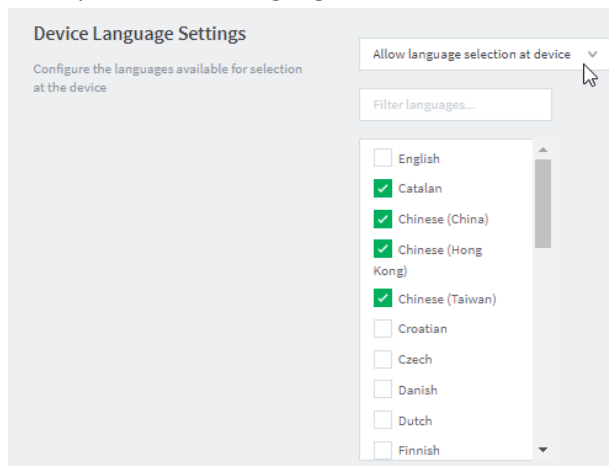 Device Language Settings
Configure the languages available for selection
at the device
Allow language selection at device
Filter languages...
English
Catalan
Chinese (China)
Chinese (Hong
Kong)
Chinese (Taiwan)
Croatian
Czech
Danish
Dutch
Finnish